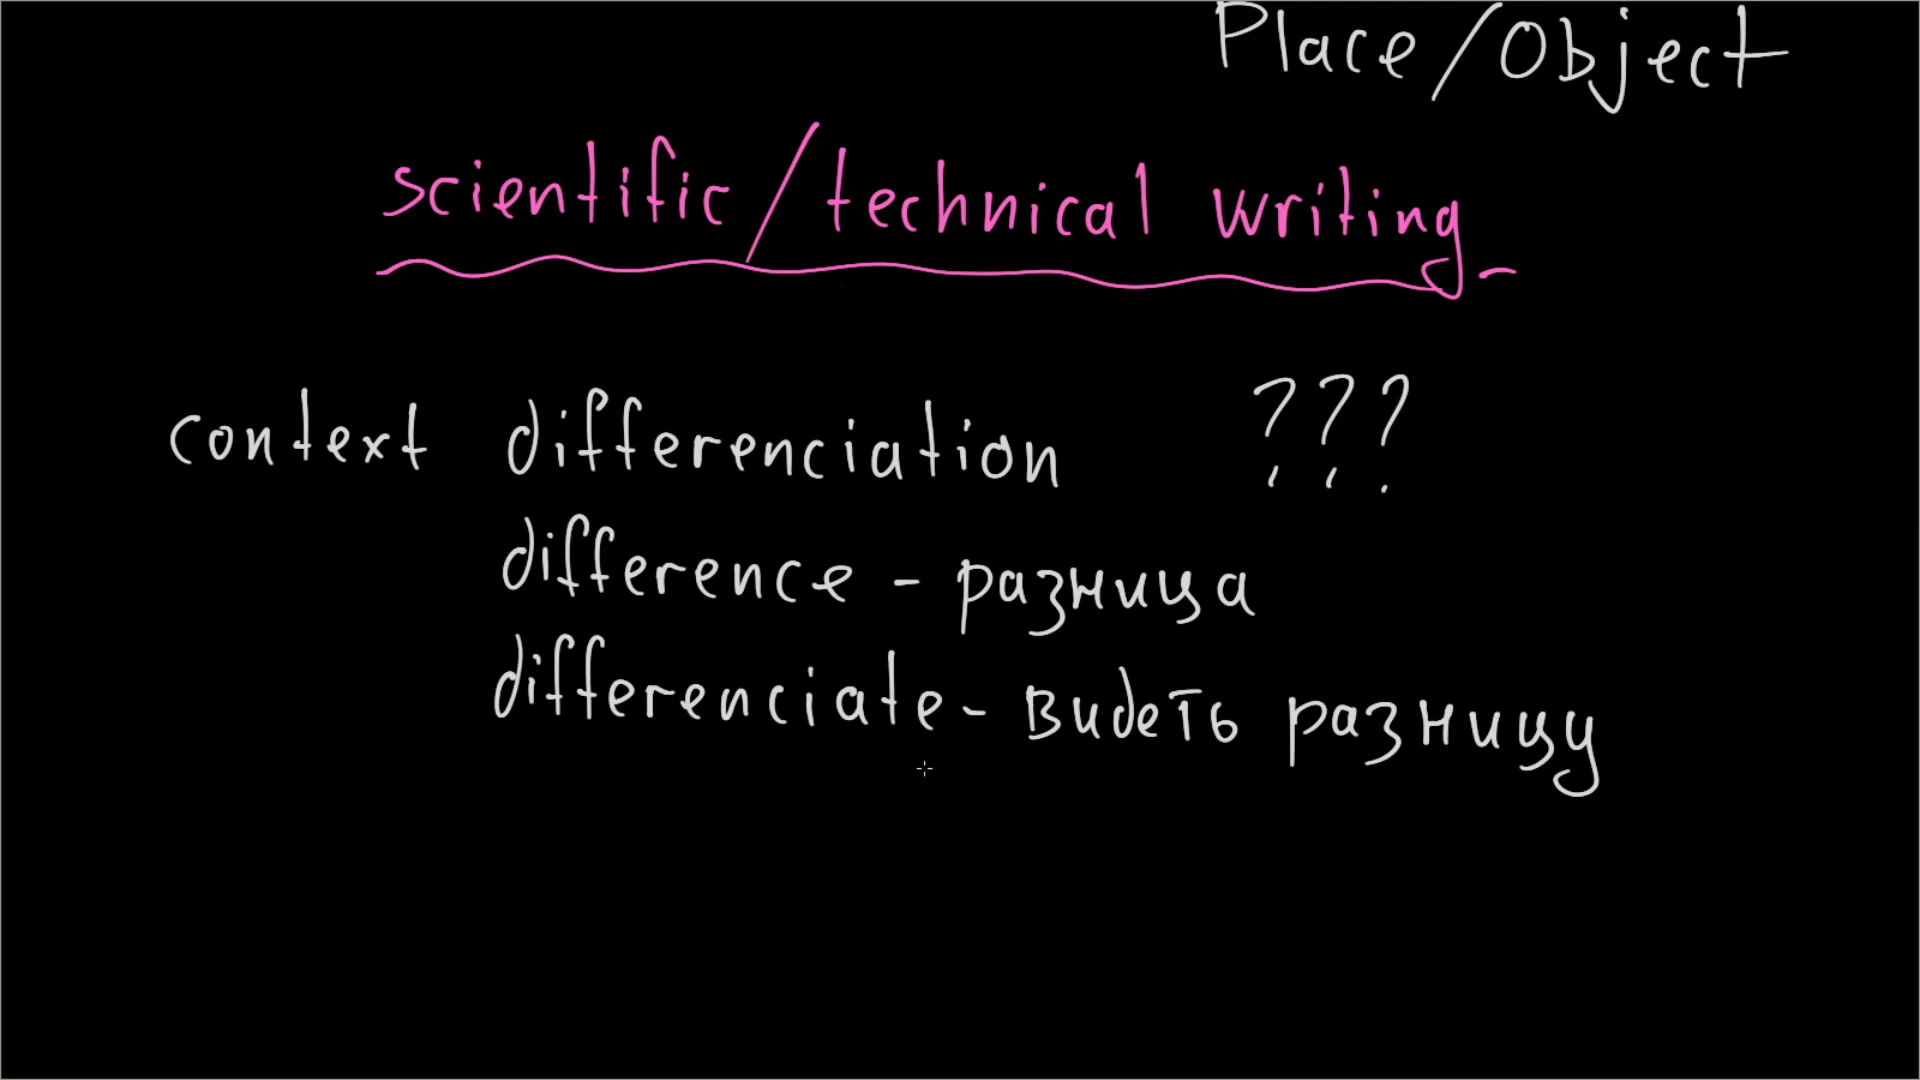 Place/Object
scientific/technical writing
context differenciation ???
difference - разница
differenciate - видеть разницу